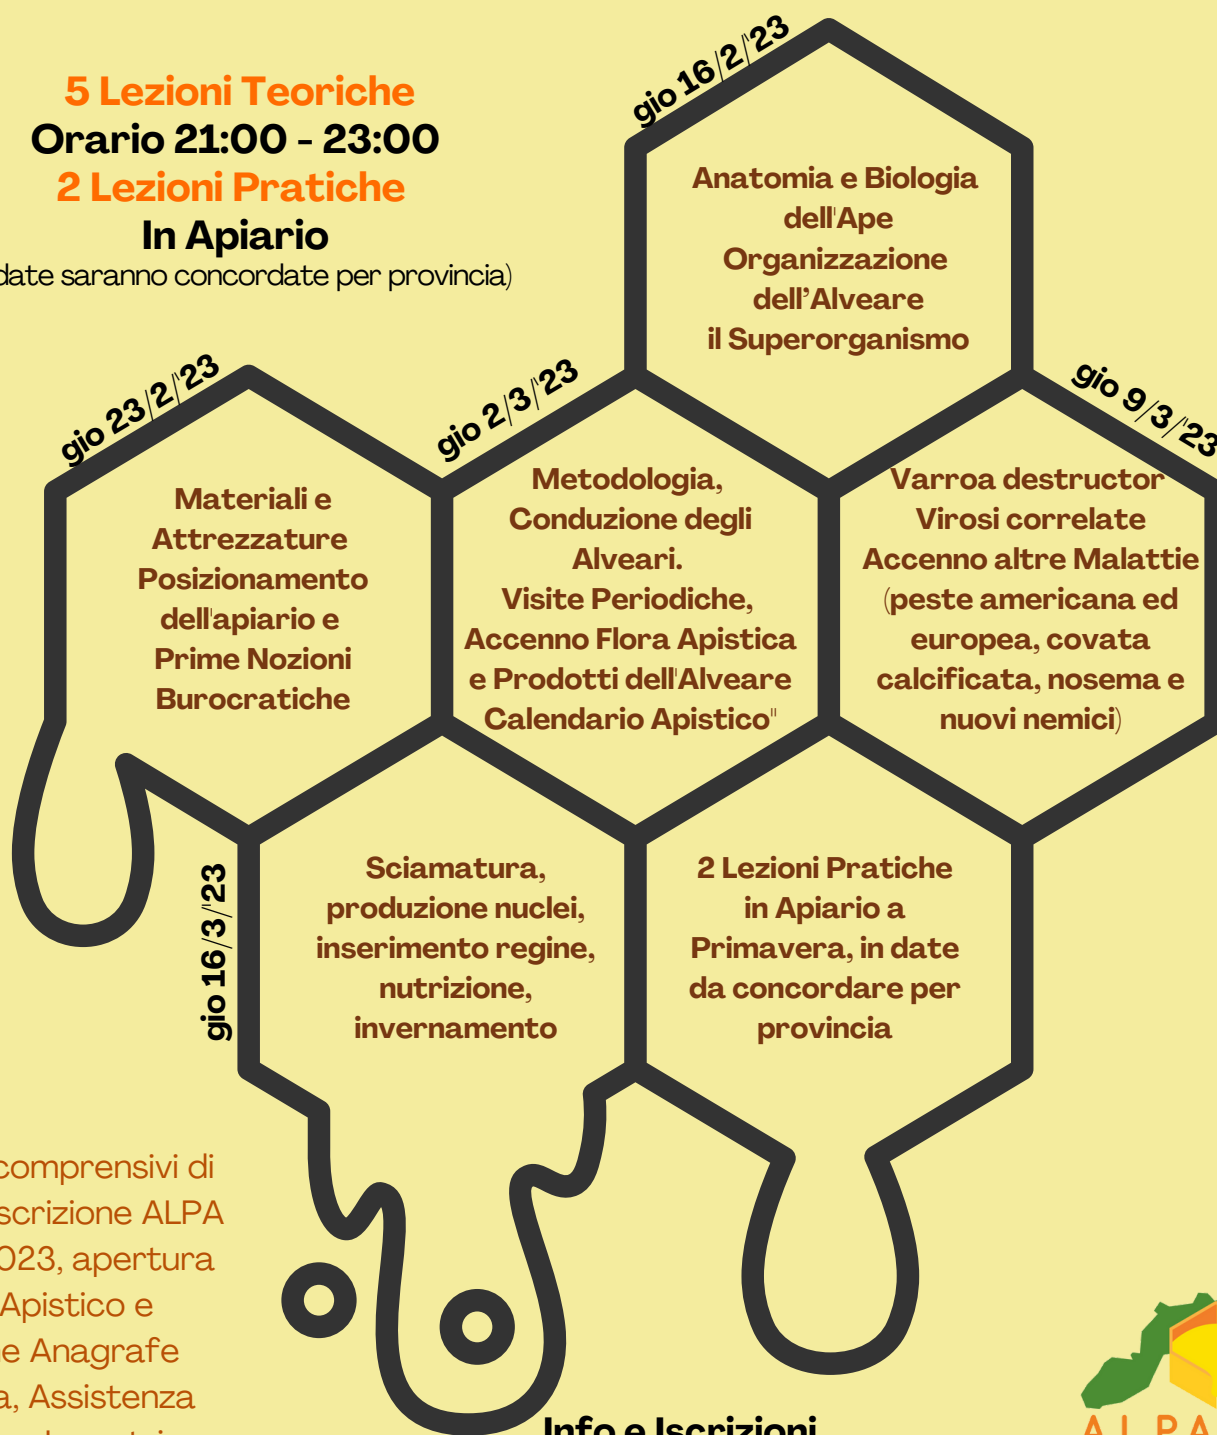 5 Lezioni Teoriche
Orario 21:00 - 23:00
2 Lezioni Pratiche
In Apiario
date saranno concordate per provincia)
gio 16/2/'23
Anatomia e Biologia
dell'Ape
Organizzazione
dell’Alveare
il Superorganismo
gio 23/2/'23
Materiali e
Attrezzature
Posizionamento
dell'apiario e
Prime Nozioni
Burocratiche
gio 2/3/'23
Metodologia,
Conduzione degli
Alveari.
Visite Periodiche,
Accenno Flora Apistica
e Prodotti dell'Alveare
Calendario Apistico"
gio 9/3/'23
Varroa destructor
Virosi correlate
Accenno altre Malattie
(peste americana ed
europea, covata
calcificata, nosema e
nuovi nemici)
gio 16/3/'23
Sciamatura,
produzione nuclei,
inserimento regine,
nutrizione,
invernamento
2 Lezioni Pratiche
in Apiario a
Primavera, in date
da concordare per
provincia
comprensivi di
scrizione ALPA
023, apertura
Apistico e
e Anagrafe
a, Assistenza
Info e Iscrizioni
ALPA